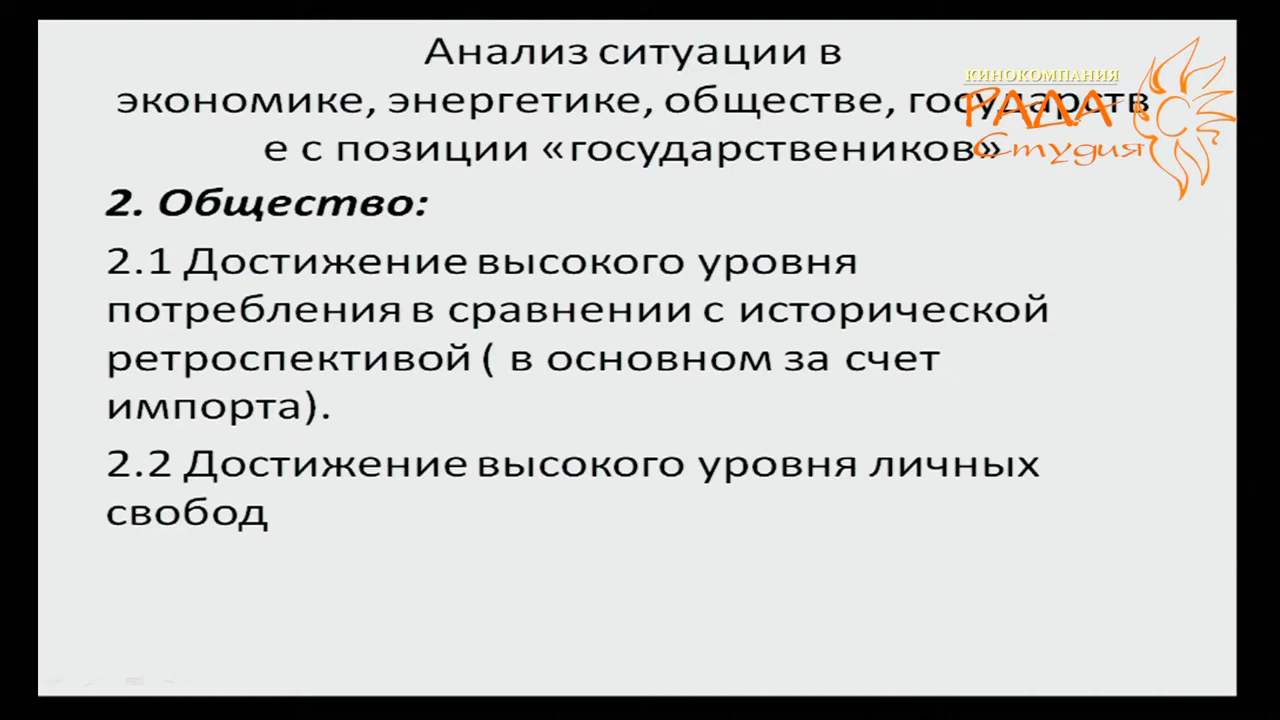 Анализ ситуации в
экономике, энергетике, обществе, государств
е с позиции «государствеников»
КИНОКОМПАНИЯ
РАДА
Студия
2. Общество:
2.1 Достижение высокого уровня
потребления в сравнении с исторической
ретроспективой ( в основном за счет
импорта).
2.2 Достижение высокого уровня личных
свобод